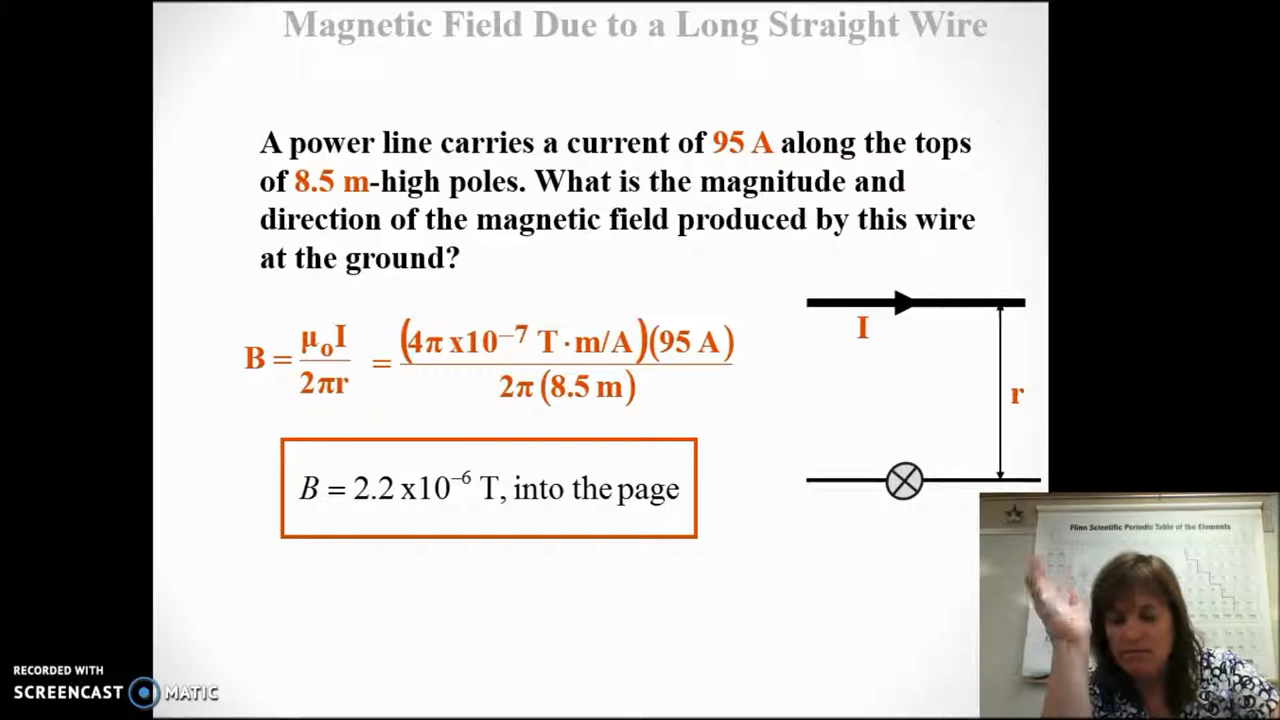 Magnetic Field Due to a Long Straight Wire
A power line carries a current of 95 A along the tops
of 8.5 m-high poles. What is the magnitude and
direction of the magnetic field produced by this wire
at the ground?
B = μoI / 2πr = (4π x10⁻⁷ T·m/A)(95 A) / 2π (8.5 m)
I
r
B = 2.2 x10⁻⁶ T, into the page
Flinn Scientific Periodic Table of the Elements
RECORDED WITH
SCREENCAST MATIC